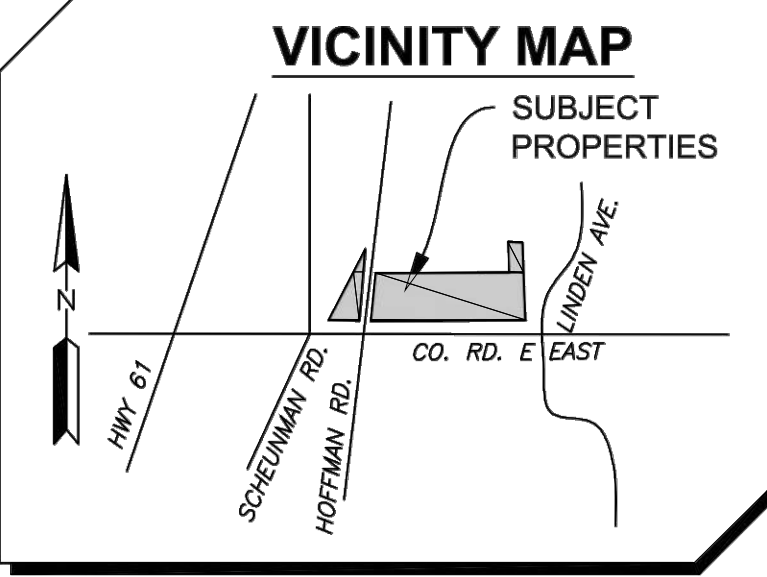 VICINITY MAP
SUBJECT
PROPERTIES
LINDEN AVE.
N
CO. RD. E EAST
HWY 61
SCHEUNMAN RD.
HOFFMAN RD.